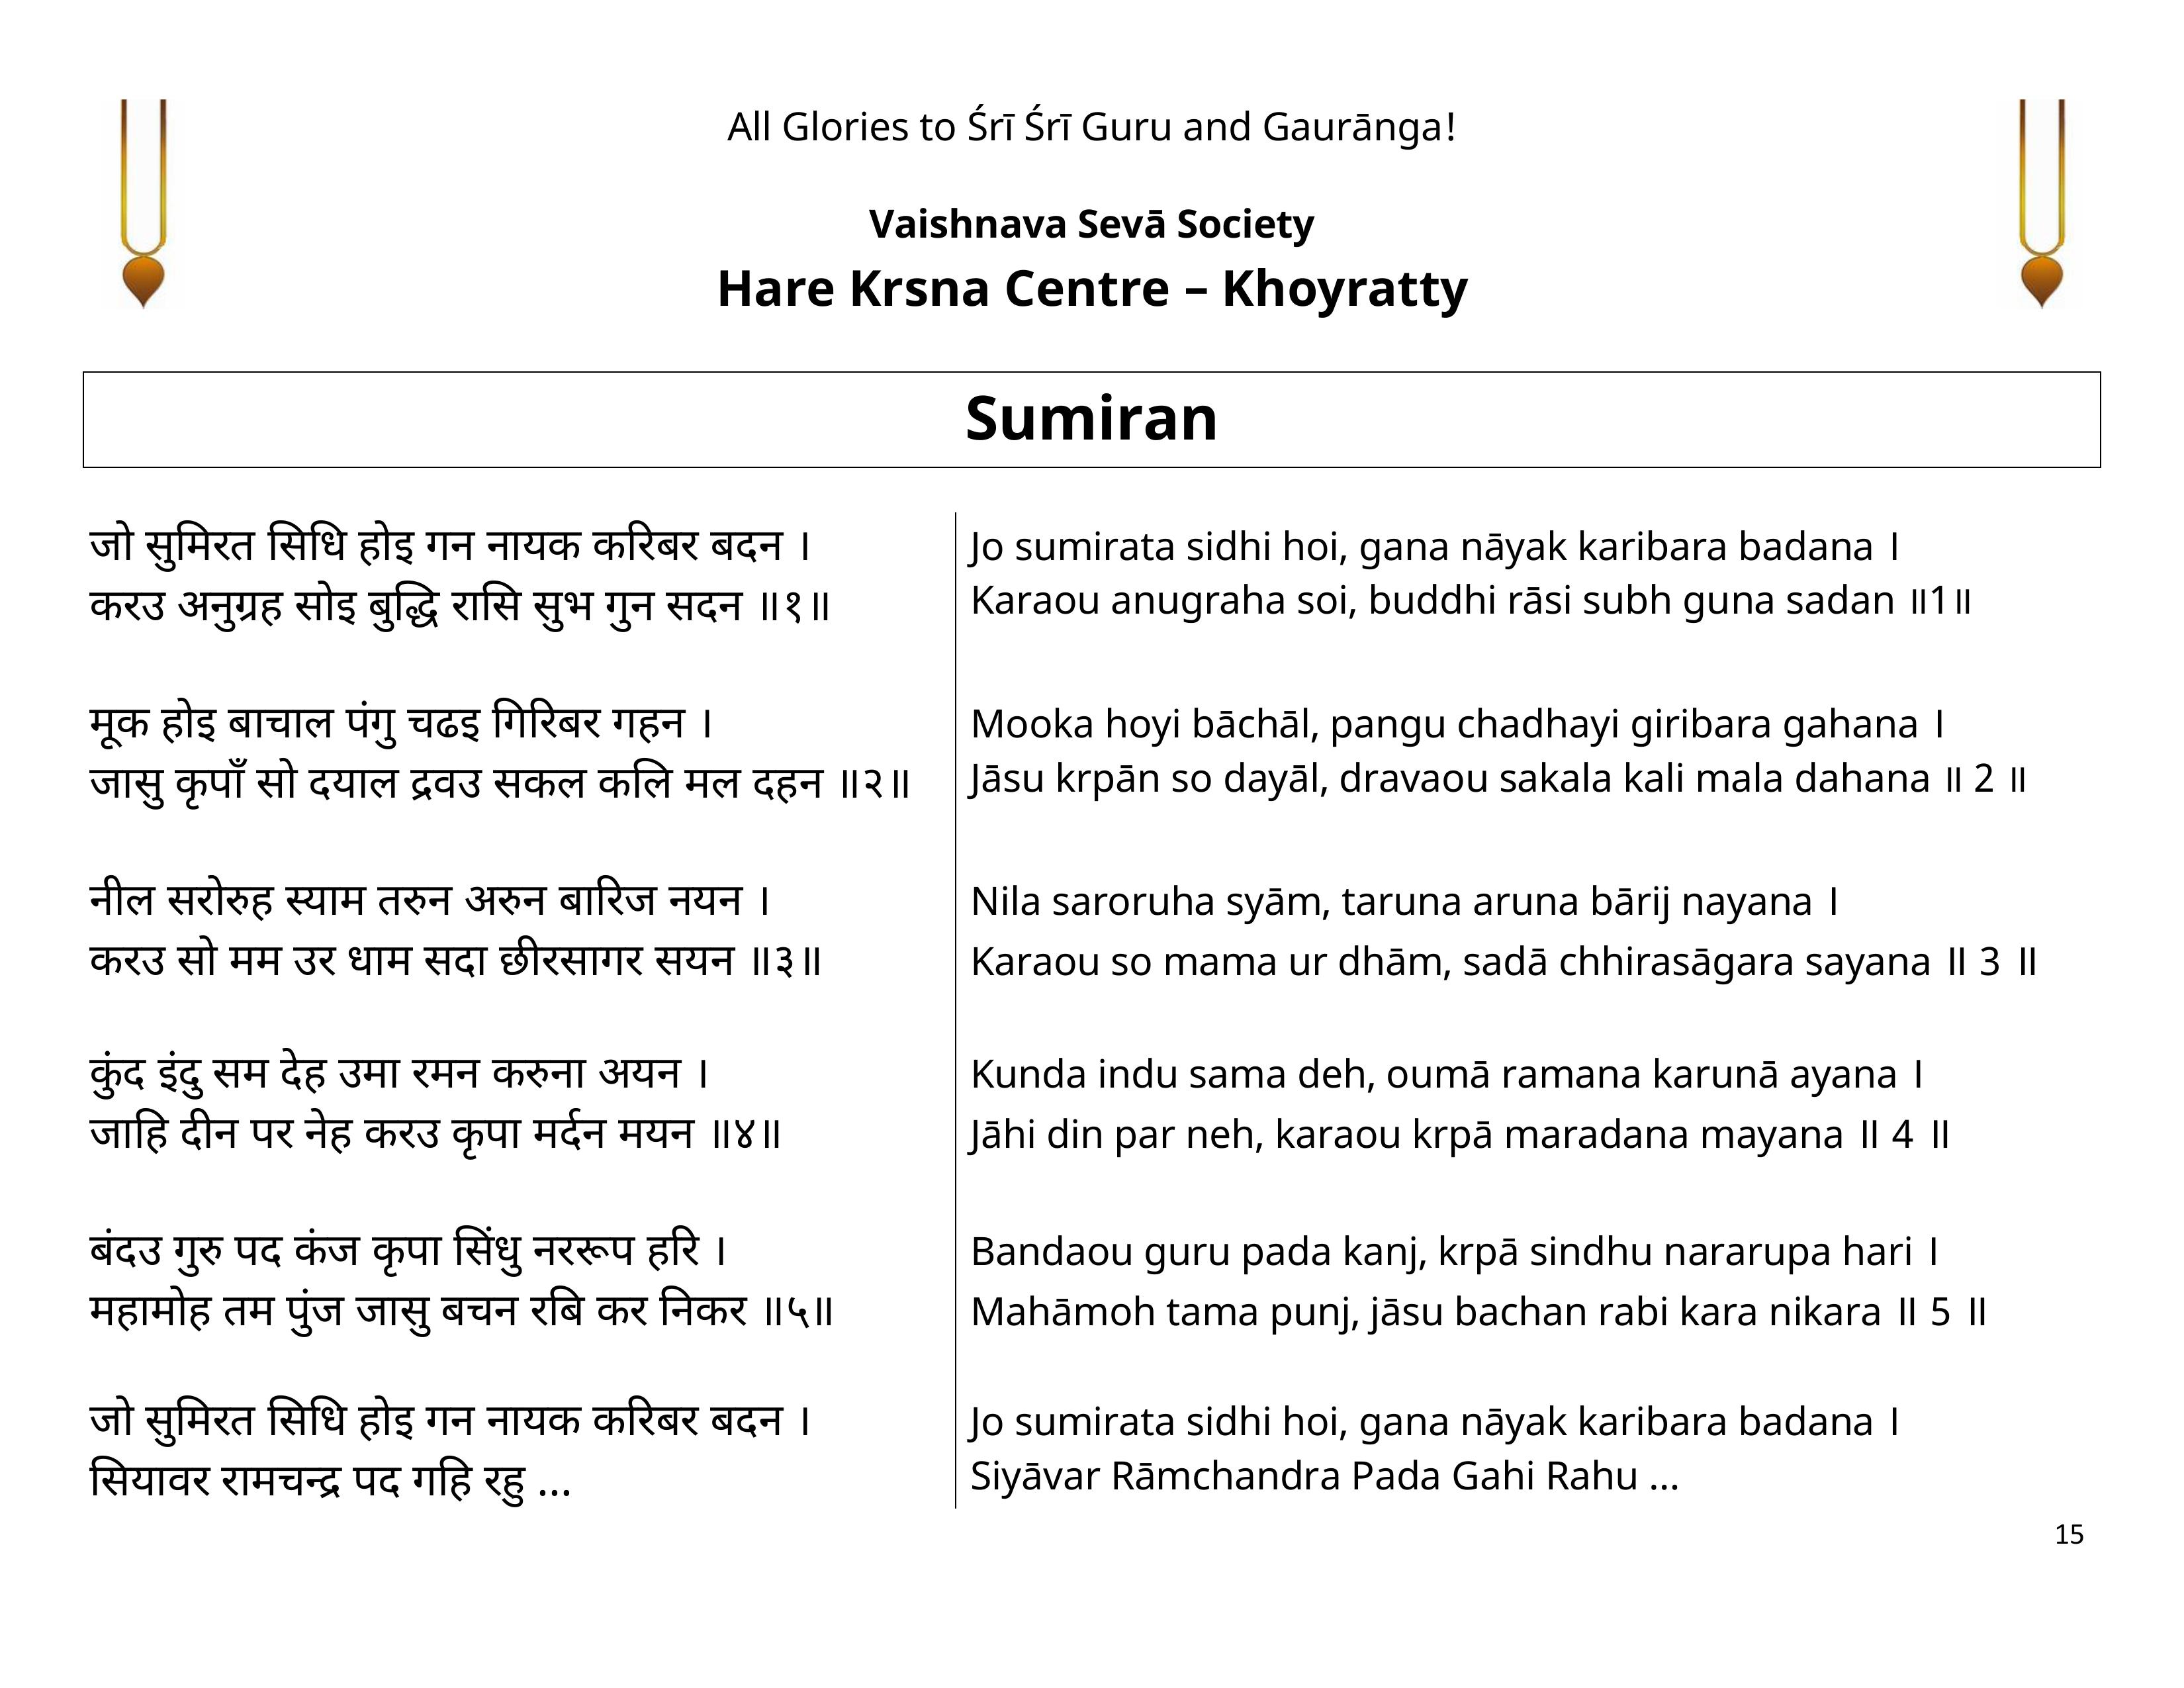 All Glories to Śrī Śrī Guru and Gaurānga!
Vaishnava Sevā Society
Hare Krsna Centre – Khoyratty
Sumiran
जो सुमिरत सिधि होइ गन नायक करिबर बदन ।
करउ अनुग्रह सोइ बुद्धि रासि सुभ गुन सदन ॥१॥
मूक होइ बाचाल पंगु चढइ गिरिबर गहन ।
जासु कृपाँ सो दयाल द्रवउ सकल कलि मल दहन ॥२॥
नील सरोरुह स्याम तरुन अरुन बारिज नयन ।
करउ सो मम उर धाम सदा छीरसागर सयन ॥३॥
कुंद इंदु सम देह उमा रमन करुना अयन ।
जाहि दीन पर नेह करउ कृपा मर्दन मयन ॥४॥
बंदउ गुरु पद कंज कृपा सिंधु नररूप हरि ।
महामोह तम पुंज जासु बचन रबि कर निकर ॥५॥
जो सुमिरत सिधि होइ गन नायक करिबर बदन ।
सियावर रामचन्द्र पद गहि रहु ...
Jo sumirata sidhi hoi, gana nāyak karibara badana ।
Karaou anugraha soi, buddhi rāsi subh guna sadan ॥1॥
Mooka hoyi bāchāl, pangu chadhayi giribara gahana ।
Jāsu krpān so dayāl, dravaou sakala kali mala dahana ॥ 2 ॥
Nila saroruha syām, taruna aruna bārij nayana ।
Karaou so mama ur dhām, sadā chhirasāgara sayana ॥ 3 ॥
Kunda indu sama deh, oumā ramana karunā ayana ।
Jāhi din par neh, karaou krpā maradana mayana ॥ 4 ॥
Bandaou guru pada kanj, krpā sindhu nararupa hari ।
Mahāmoh tama punj, jāsu bachan rabi kara nikara ॥ 5 ॥
Jo sumirata sidhi hoi, gana nāyak karibara badana ।
Siyāvar Rāmchandra Pada Gahi Rahu ...
15